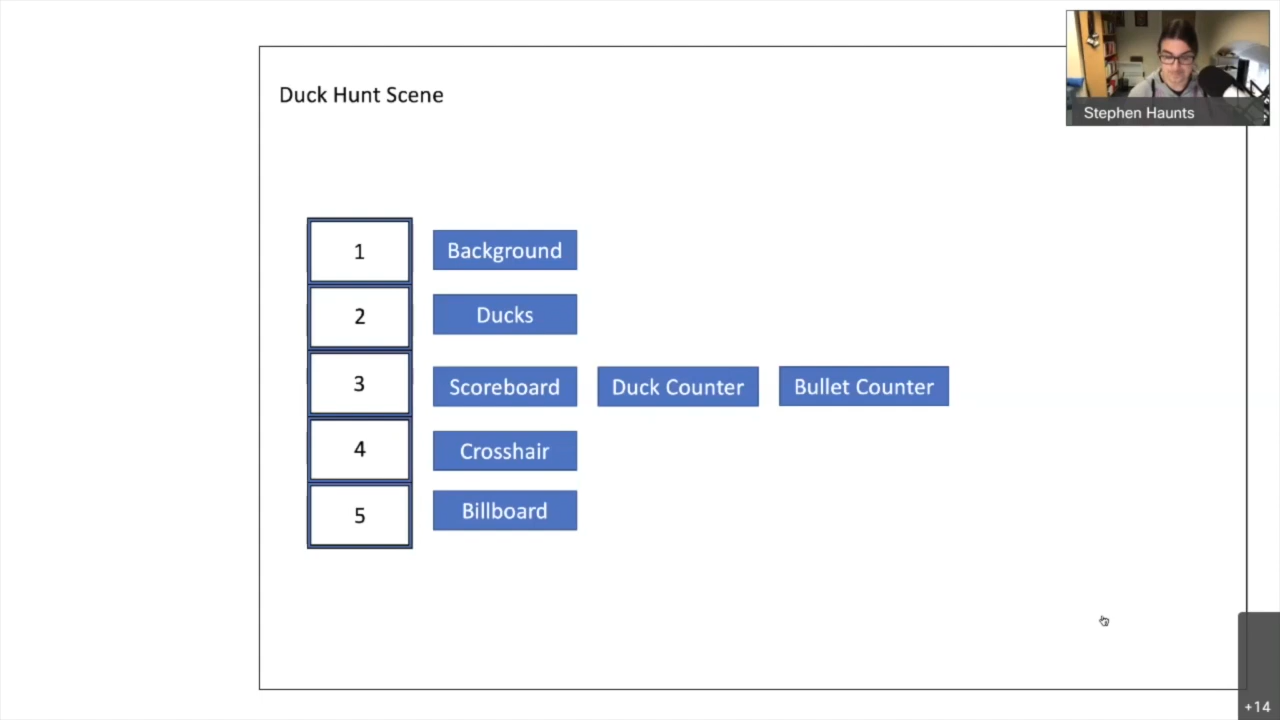 Duck Hunt Scene
Stephen Haunts
1 Background
2 Ducks
3 Scoreboard Duck Counter Bullet Counter
4 Crosshair
5 Billboard
+14